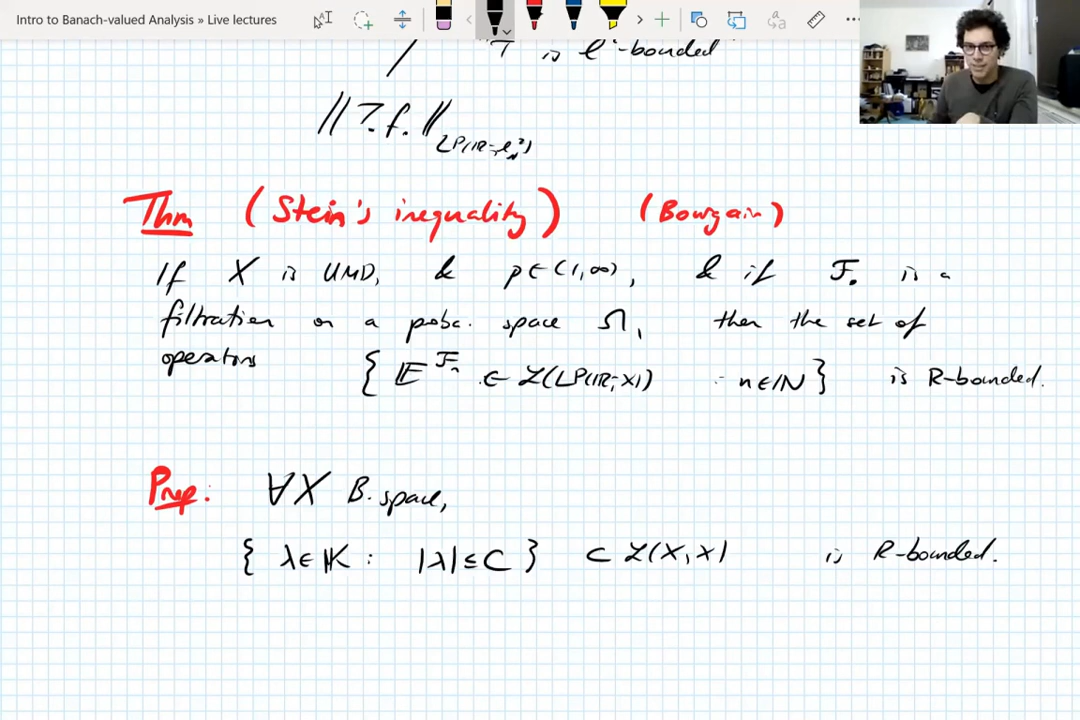 Intro to Banach-valued Analysis » Live lectures
T is ℓ²-bounded
‖T.f.‖_{L^p(ℝ;ℓ²_N)}
Thm (Stein's inequality) (Bourgain)
If X is UMD, & p∈(1,∞), & if F. is a
filtration on a poba. space Ω, then the set of
operators { 𝔼^{F_n} ∈ L(L^p(ℝ;X)) : n∈ℕ } is R-bounded.
Prop: ∀X B. space,
{ λ∈𝕂 : |λ|≤C } ⊂ L(X,X) is R-bounded.